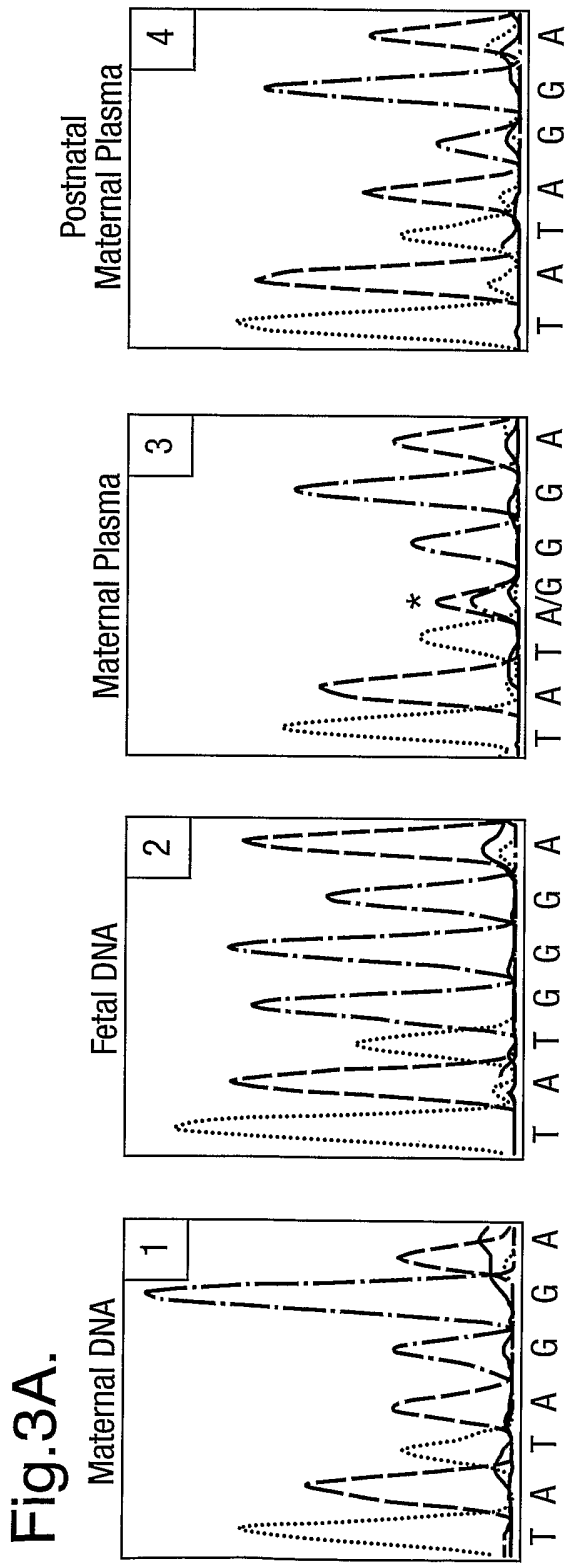 Fig.3A.
Maternal DNA
1
T A T A G G A
Fetal DNA
2
T A T G G G A
Maternal Plasma
3
*
T A T A/G G G A
Postnatal
Maternal Plasma
4
T A T A G G A